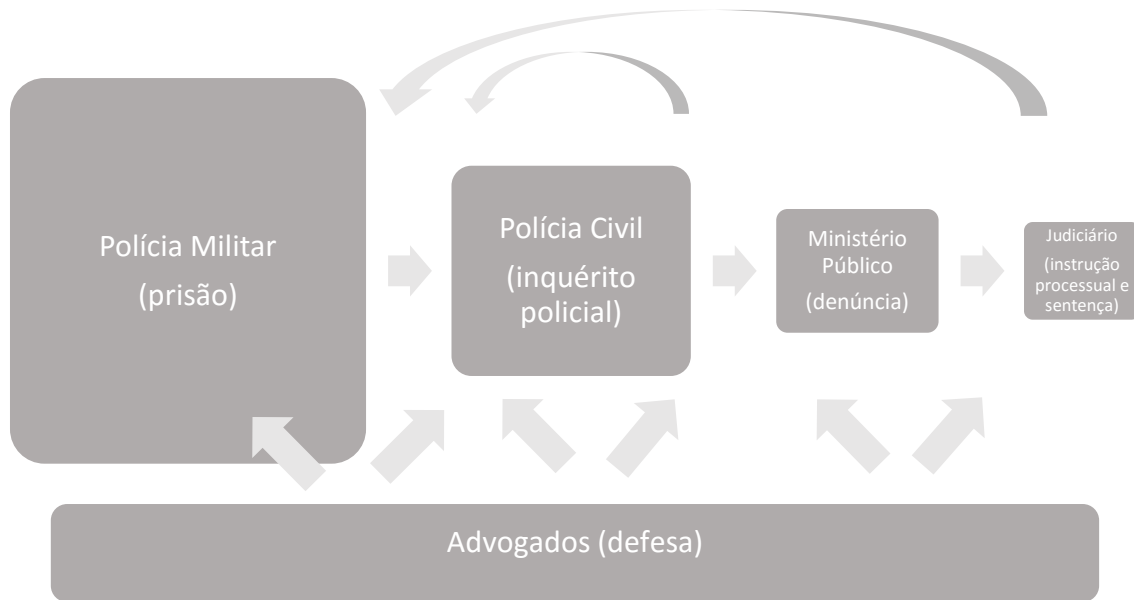 Polícia Militar
(prisão)
Polícia Civil
(inquérito
policial)
Ministério
Público
(denúncia)
Judiciário
(instrução
processual e
sentença)
Advogados (defesa)